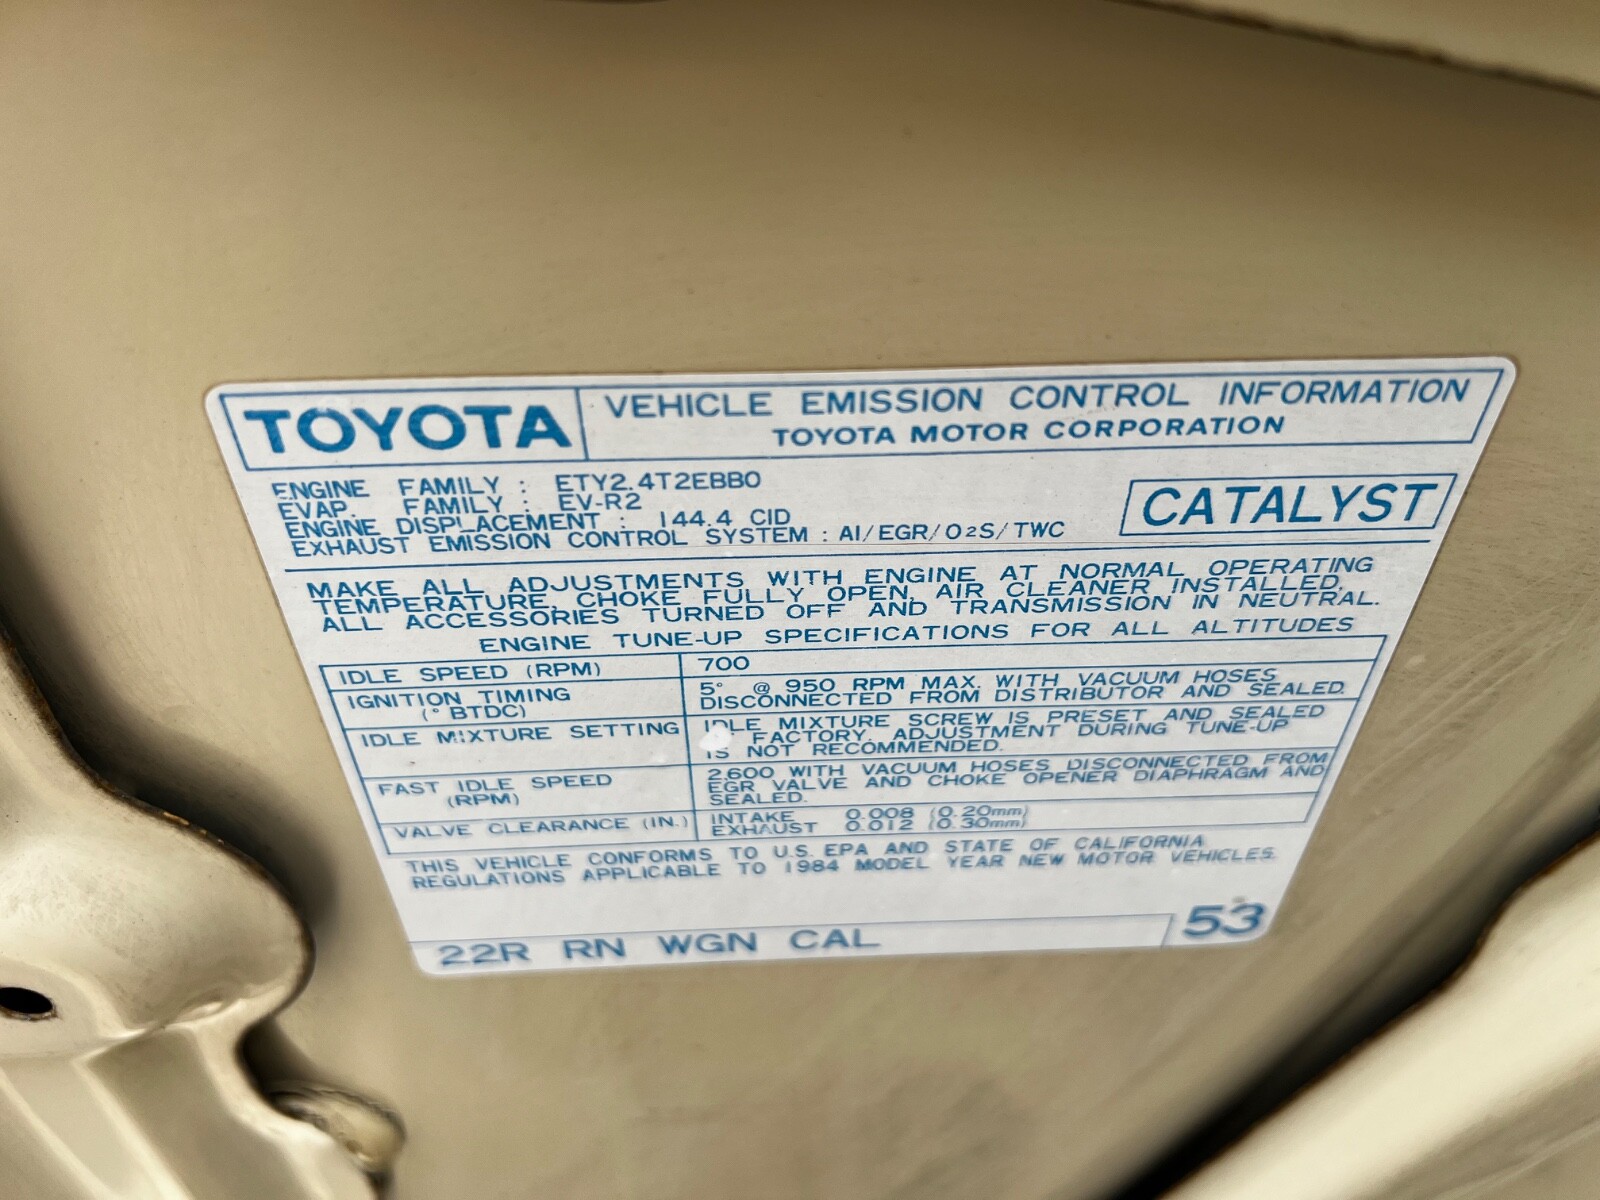 TOYOTA
VEHICLE EMISSION CONTROL INFORMATION
TOYOTA MOTOR CORPORATION
ENGINE FAMILY : ETY2.4T2EBB0
EVAP. FAMILY : EV-R2
ENGINE DISPLACEMENT : 144.4 CID
EXHAUST EMISSION CONTROL SYSTEM : AI/EGR/O2S/TWC
CATALYST
MAKE ALL ADJUSTMENTS WITH ENGINE AT NORMAL OPERATING
TEMPERATURE, CHOKE FULLY OPEN, AIR CLEANER INSTALLED,
ALL ACCESSORIES TURNED OFF AND TRANSMISSION IN NEUTRAL.
ENGINE TUNE-UP SPECIFICATIONS FOR ALL ALTITUDES
IDLE SPEED (RPM)
700
IGNITION TIMING
(° BTDC)
5° @ 950 RPM MAX. WITH VACUUM HOSES
DISCONNECTED FROM DISTRIBUTOR AND SEALED.
IDLE MIXTURE SETTING
IDLE MIXTURE SCREW IS PRESET AND SEALED
FACTORY. ADJUSTMENT DURING TUNE-UP
IS NOT RECOMMENDED.
FAST IDLE SPEED
(RPM)
2,600 WITH VACUUM HOSES DISCONNECTED FROM
EGR VALVE AND CHOKE OPENER DIAPHRAGM AND
SEALED.
VALVE CLEARANCE (IN.)
INTAKE 0.008 (0.20mm)
EXHAUST 0.012 (0.30mm)
THIS VEHICLE CONFORMS TO U.S. EPA AND STATE OF CALIFORNIA
REGULATIONS APPLICABLE TO 1984 MODEL YEAR NEW MOTOR VEHICLES.
22R RN WGN CAL
53